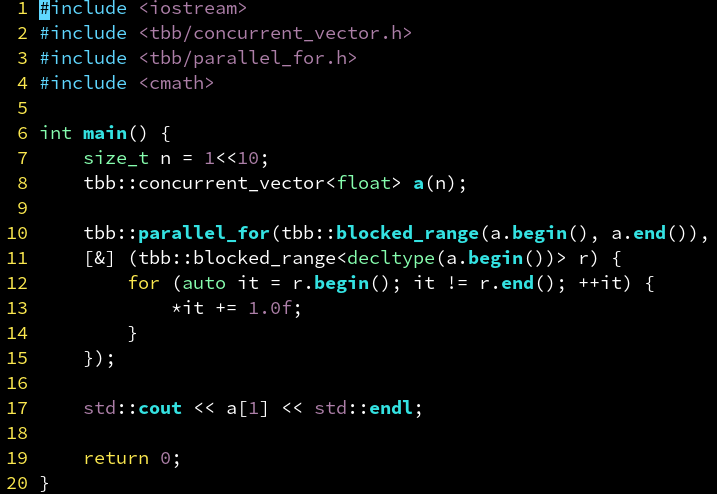 1 #include <iostream>
2 #include <tbb/concurrent_vector.h>
3 #include <tbb/parallel_for.h>
4 #include <cmath>
5
6 int main() {
7     size_t n = 1<<10;
8     tbb::concurrent_vector<float> a(n);
9
10     tbb::parallel_for(tbb::blocked_range(a.begin(), a.end()),
11     [&] (tbb::blocked_range<decltype(a.begin())> r) {
12         for (auto it = r.begin(); it != r.end(); ++it) {
13             *it += 1.0f;
14         }
15     });
16
17     std::cout << a[1] << std::endl;
18
19     return 0;
20 }